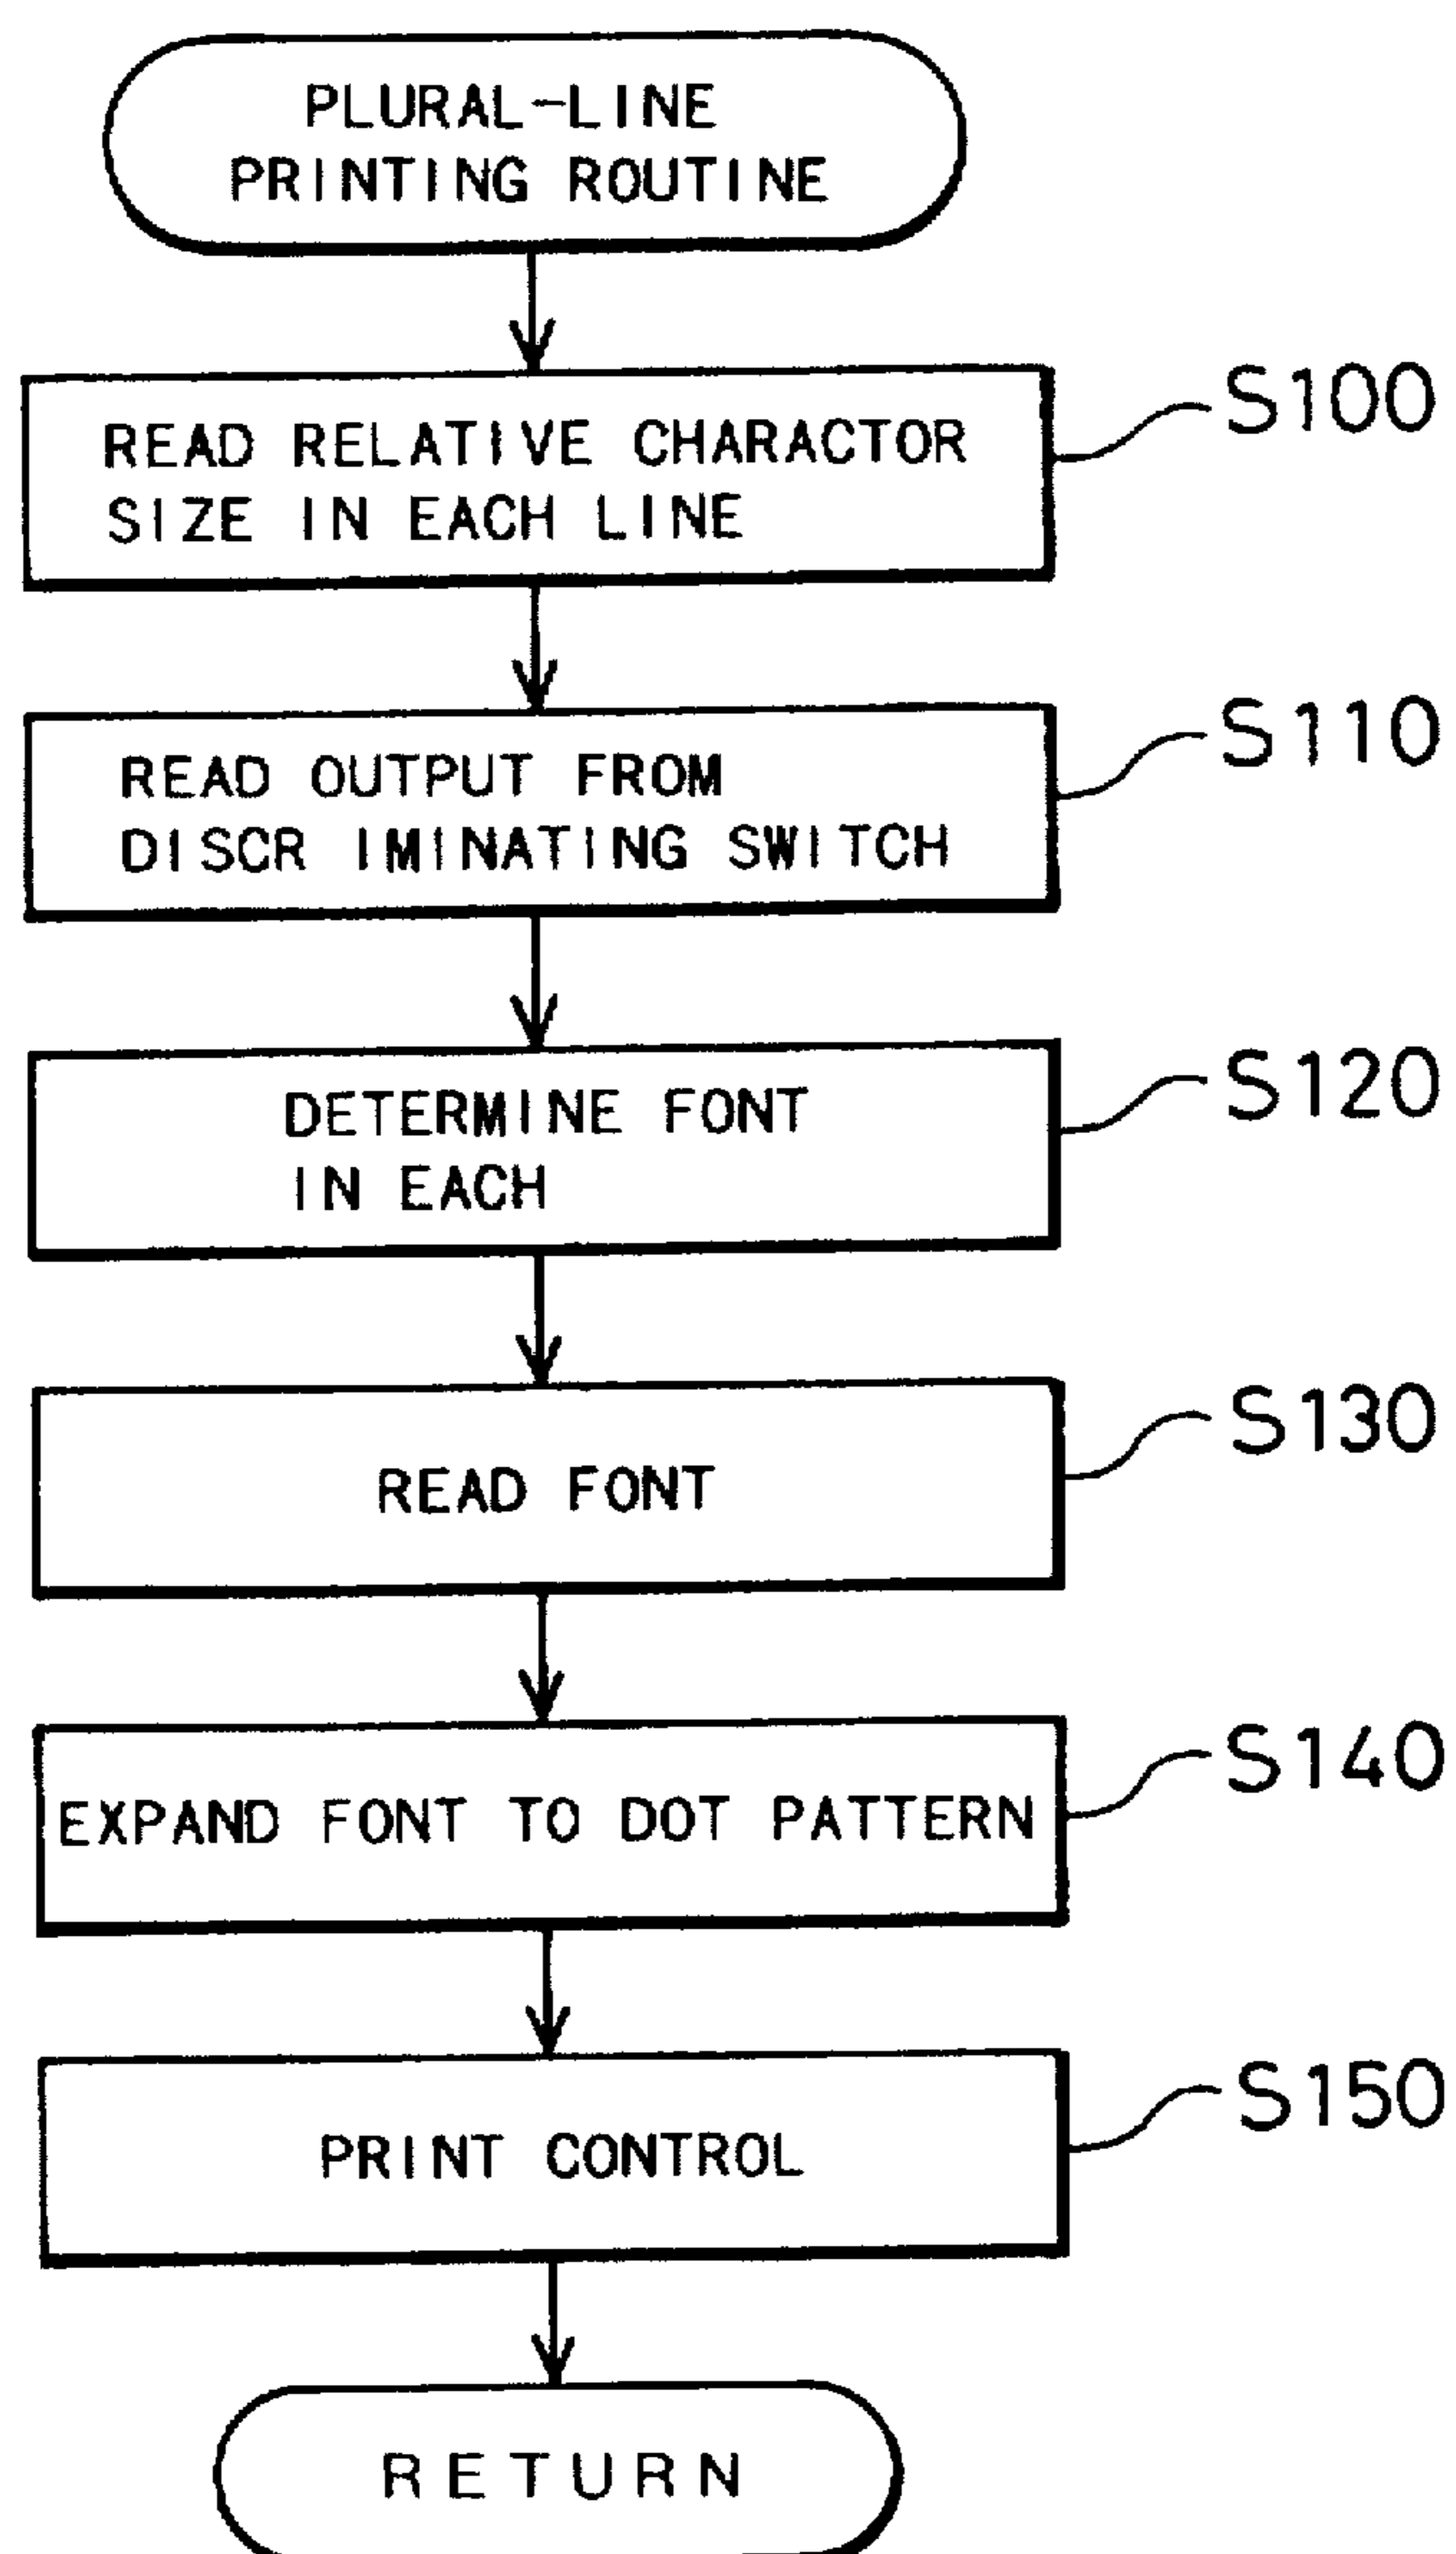 PLURAL-LINE
PRINTING ROUTINE
READ RELATIVE CHARACTOR
SIZE IN EACH LINE
S100
READ OUTPUT FROM
DISCR IMINATING SWITCH
S110
DETERMINE FONT
IN EACH
S120
READ FONT
S130
EXPAND FONT TO DOT PATTERN
S140
PRINT CONTROL
S150
RETURN